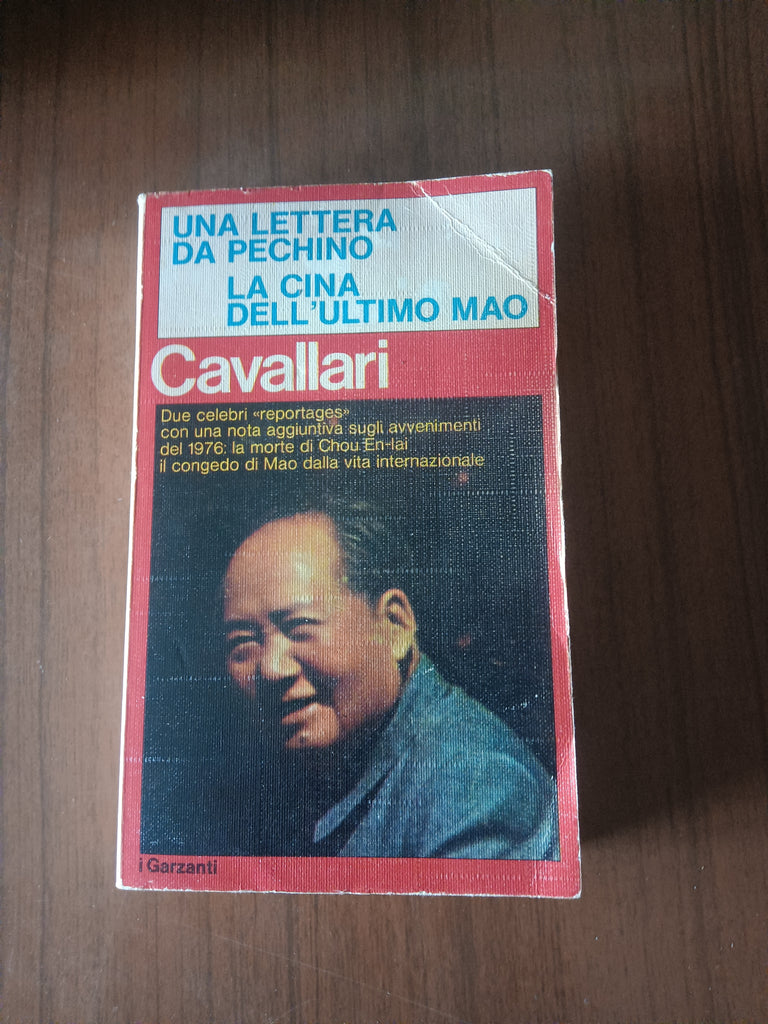 UNA LETTERA
DA PECHINO
LA CINA
DELL'ULTIMO MAO
Cavallari
Due celebri «reportages»
con una nota aggiuntiva sugli avvenimenti
del 1976: la morte di Chou En-lai
il congedo di Mao dalla vita internazionale
i Garzanti